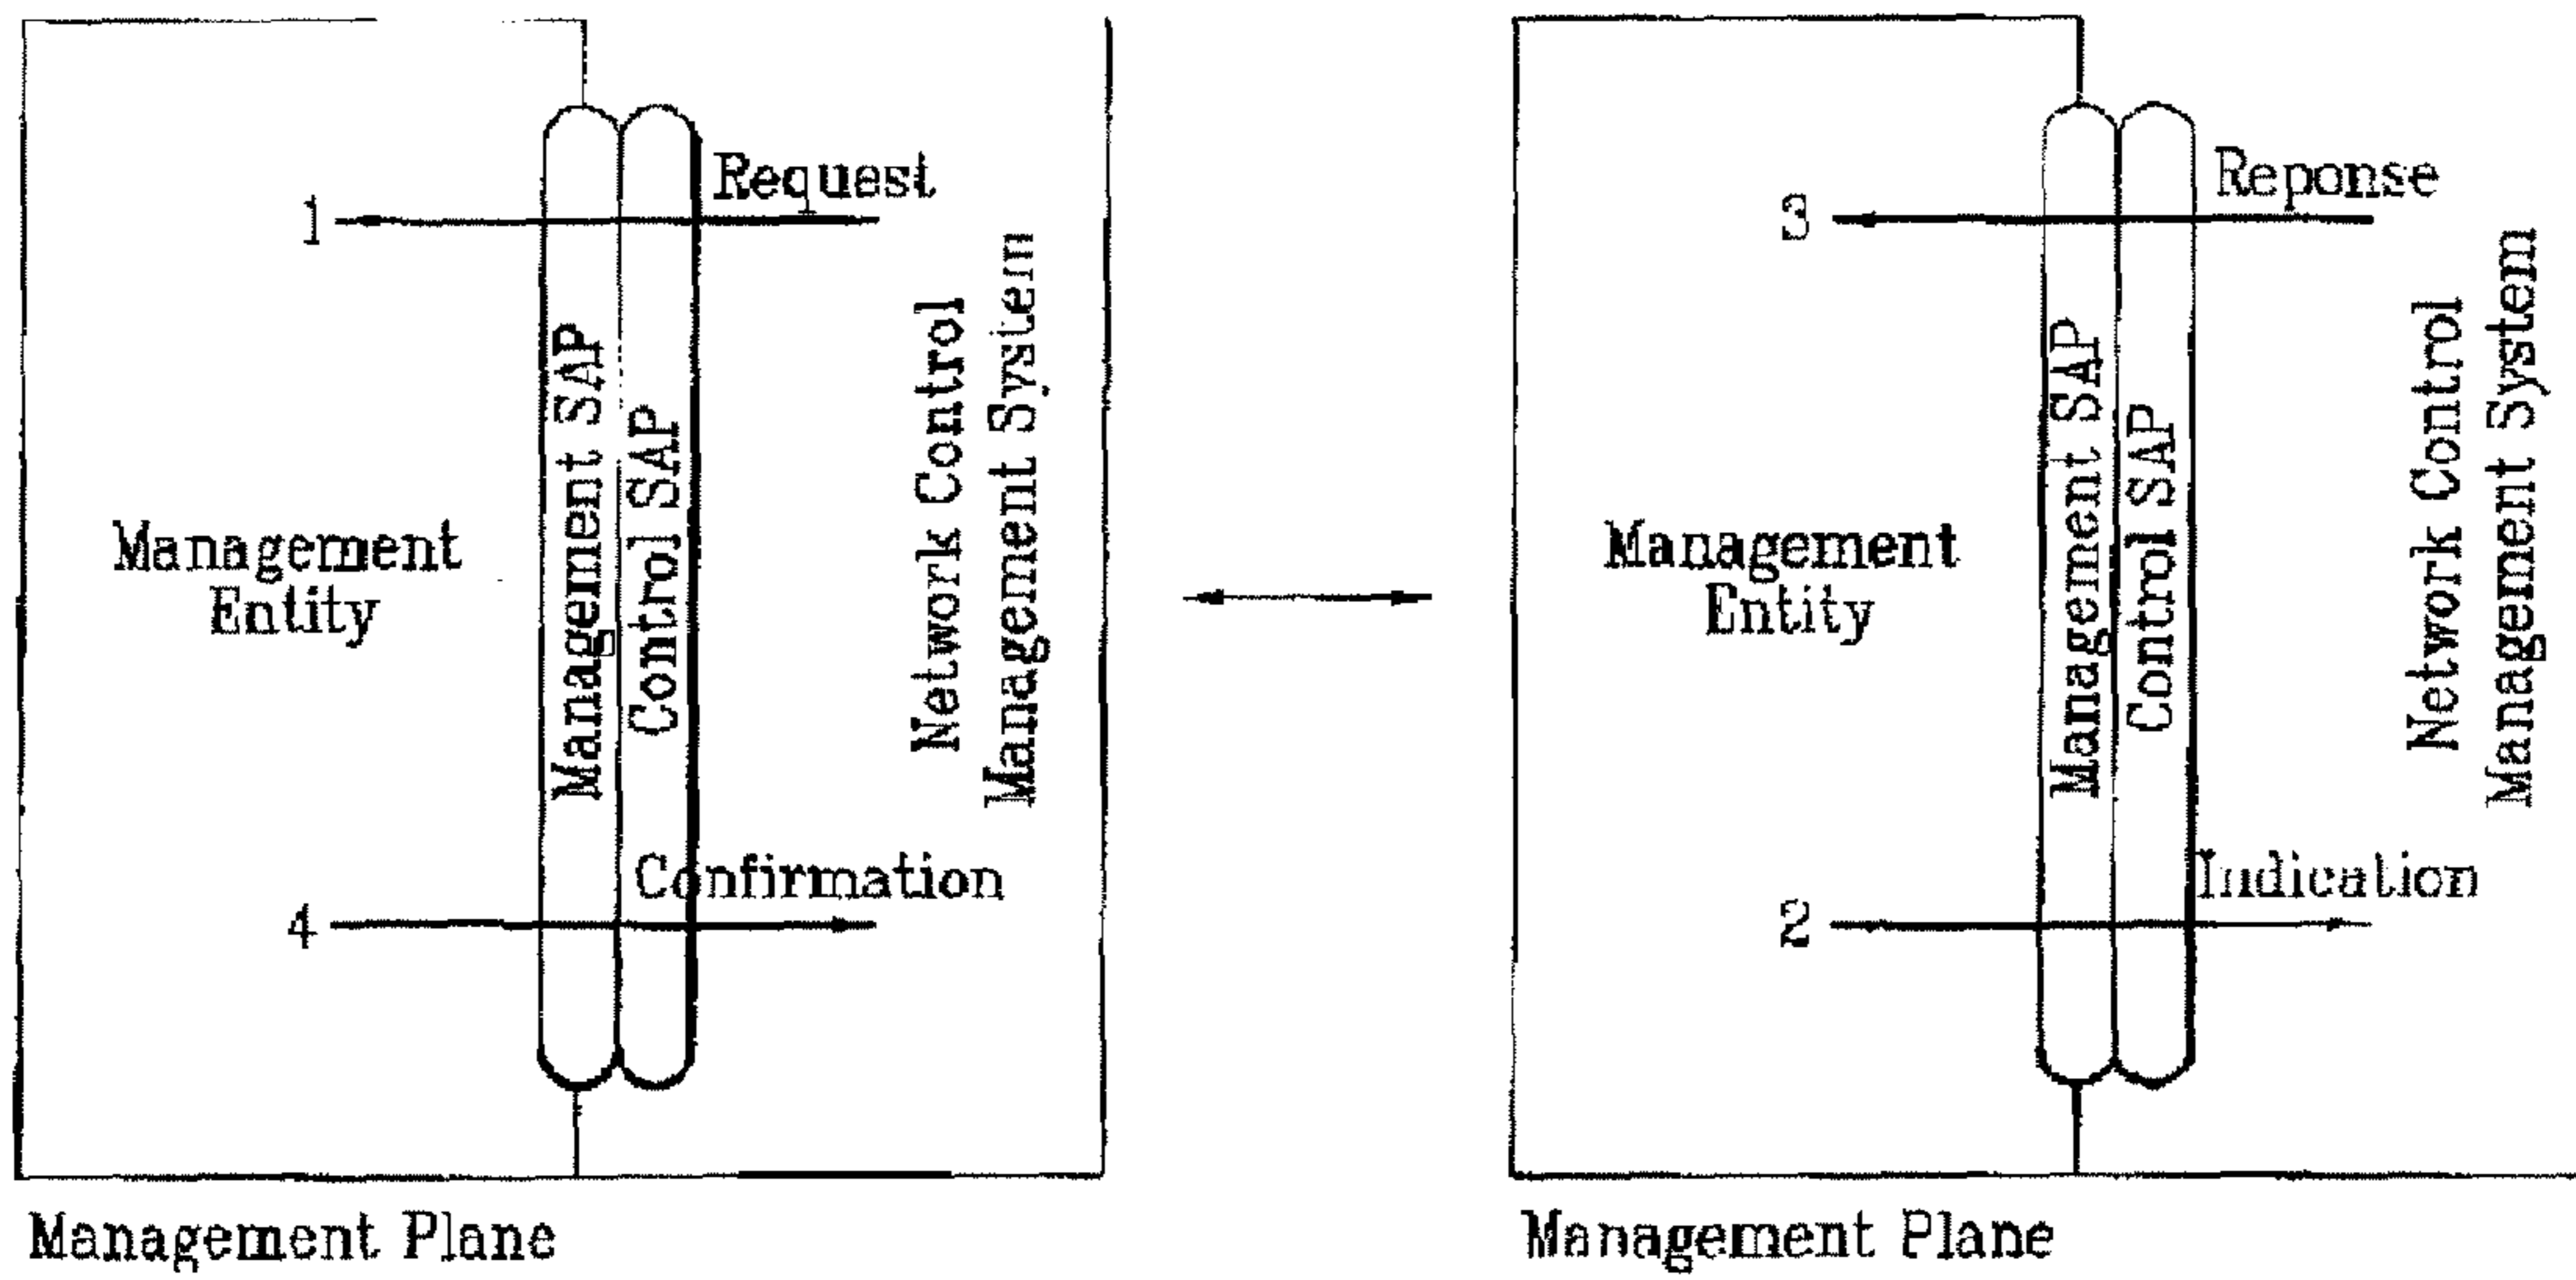 Request
1
Management SAP
Control SAP
Network Control
Management System
Management
Entity
Confirmation
4
Management Plane
Reponse
3
Management SAP
Control SAP
Network Control
Management System
Management
Entity
Indication
2
Management Plane